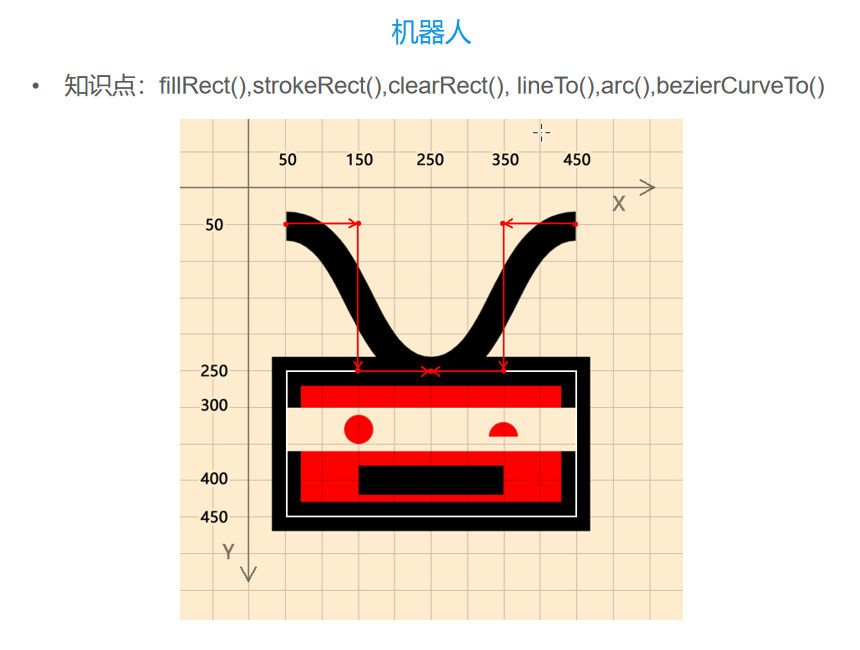 机器人
• 知识点：fillRect(),strokeRect(),clearRect(), lineTo(),arc(),bezierCurveTo()
50 150 250 350 450
X
50
250
300
400
450
Y